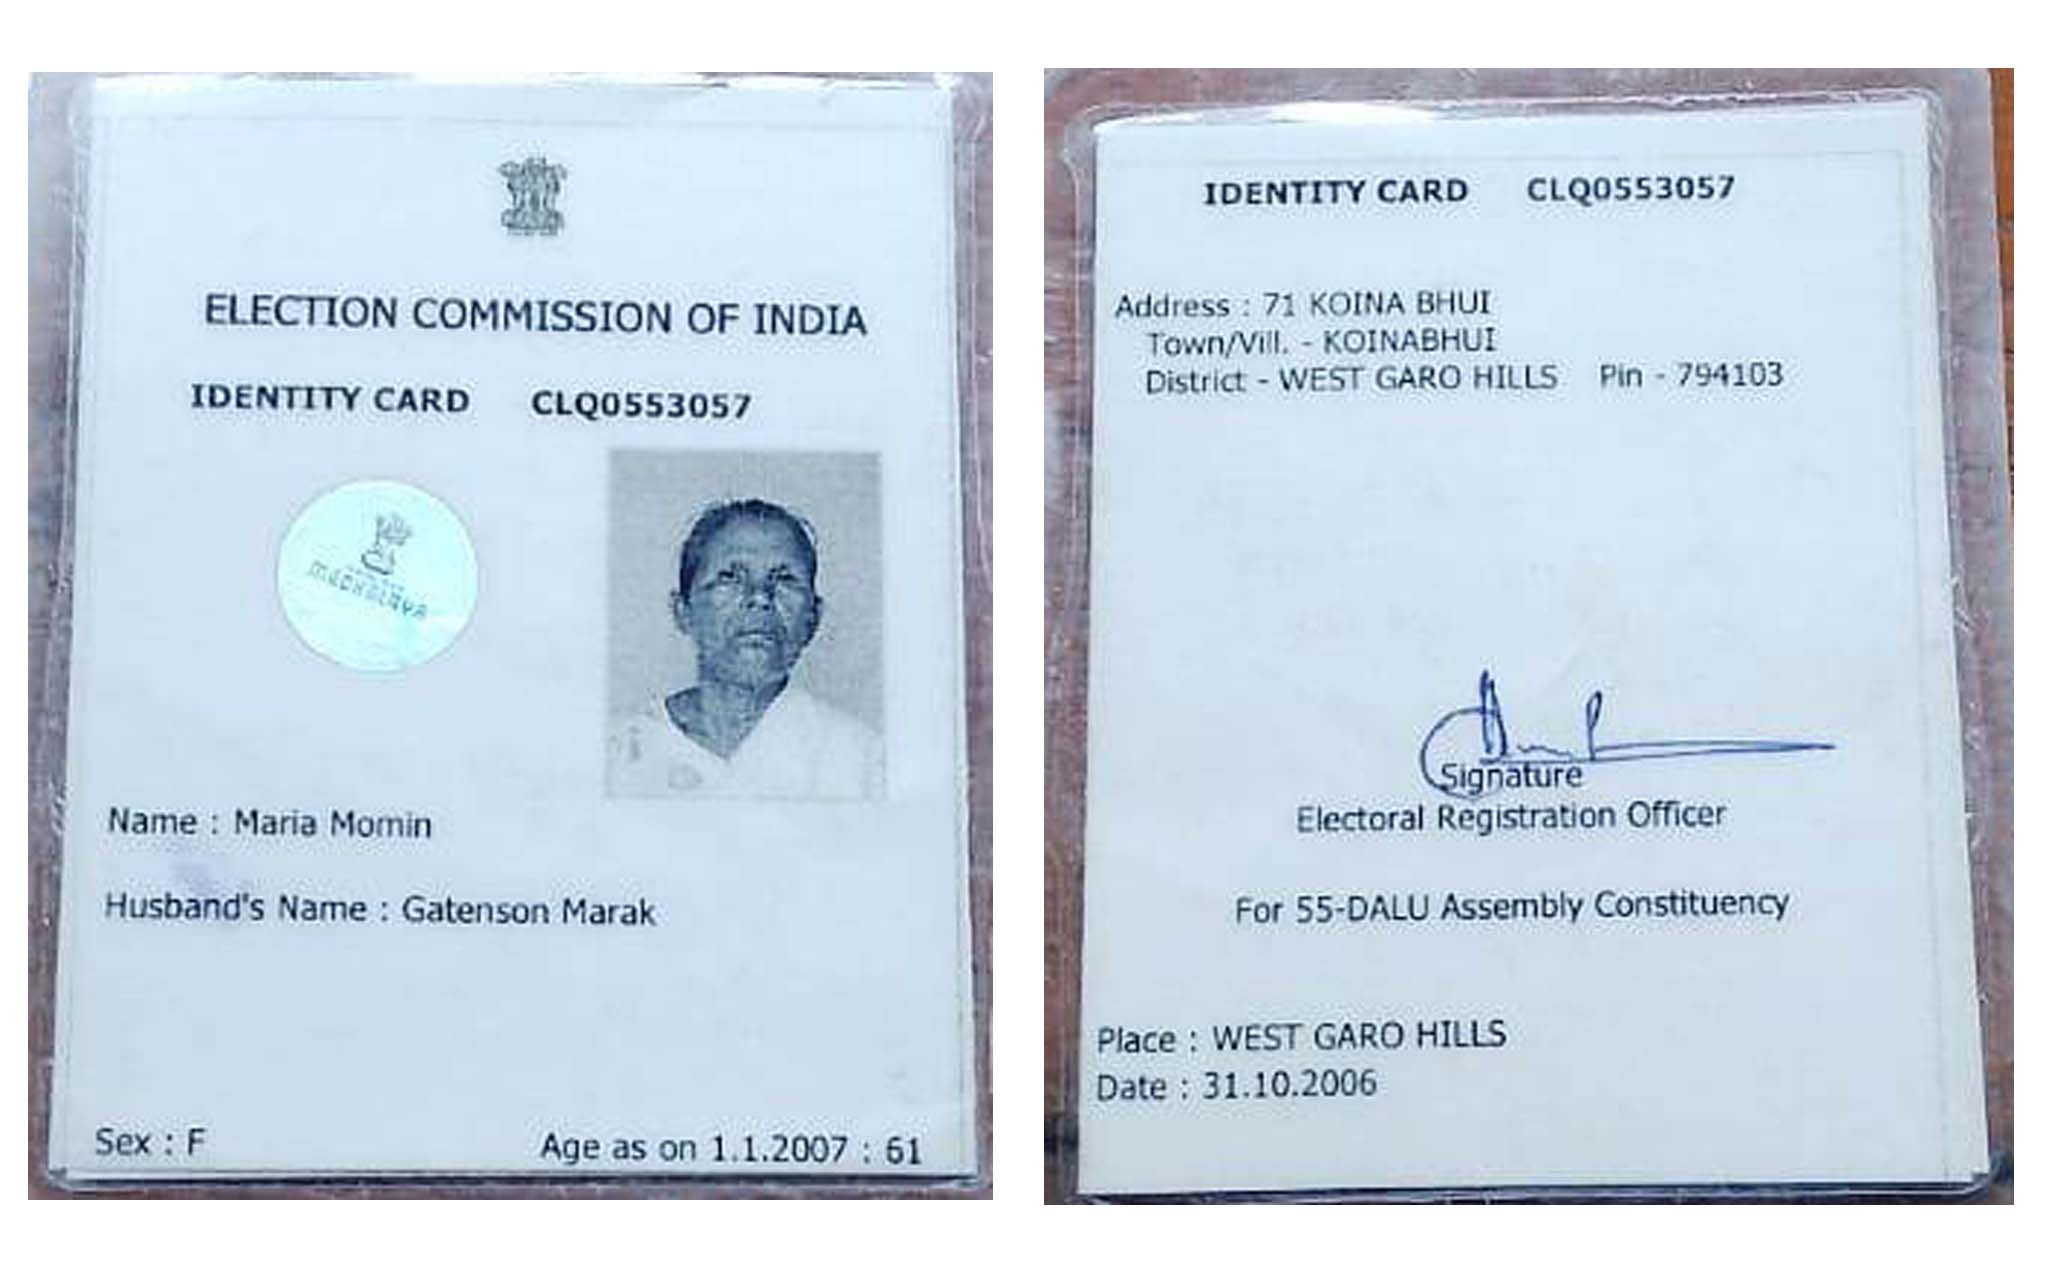 ELECTION COMMISSION OF INDIA
IDENTITY CARD CLQ0553057
MEGHALAYA
Name : Maria Momin
Husband's Name : Gatenson Marak
Sex : F Age as on 1.1.2007 : 61
IDENTITY CARD CLQ0553057
Address : 71 KOINA BHUI
Town/Vill. - KOINABHUI
District - WEST GARO HILLS Pin - 794103
Signature
Electoral Registration Officer
For 55-DALU Assembly Constituency
Place : WEST GARO HILLS
Date : 31.10.2006